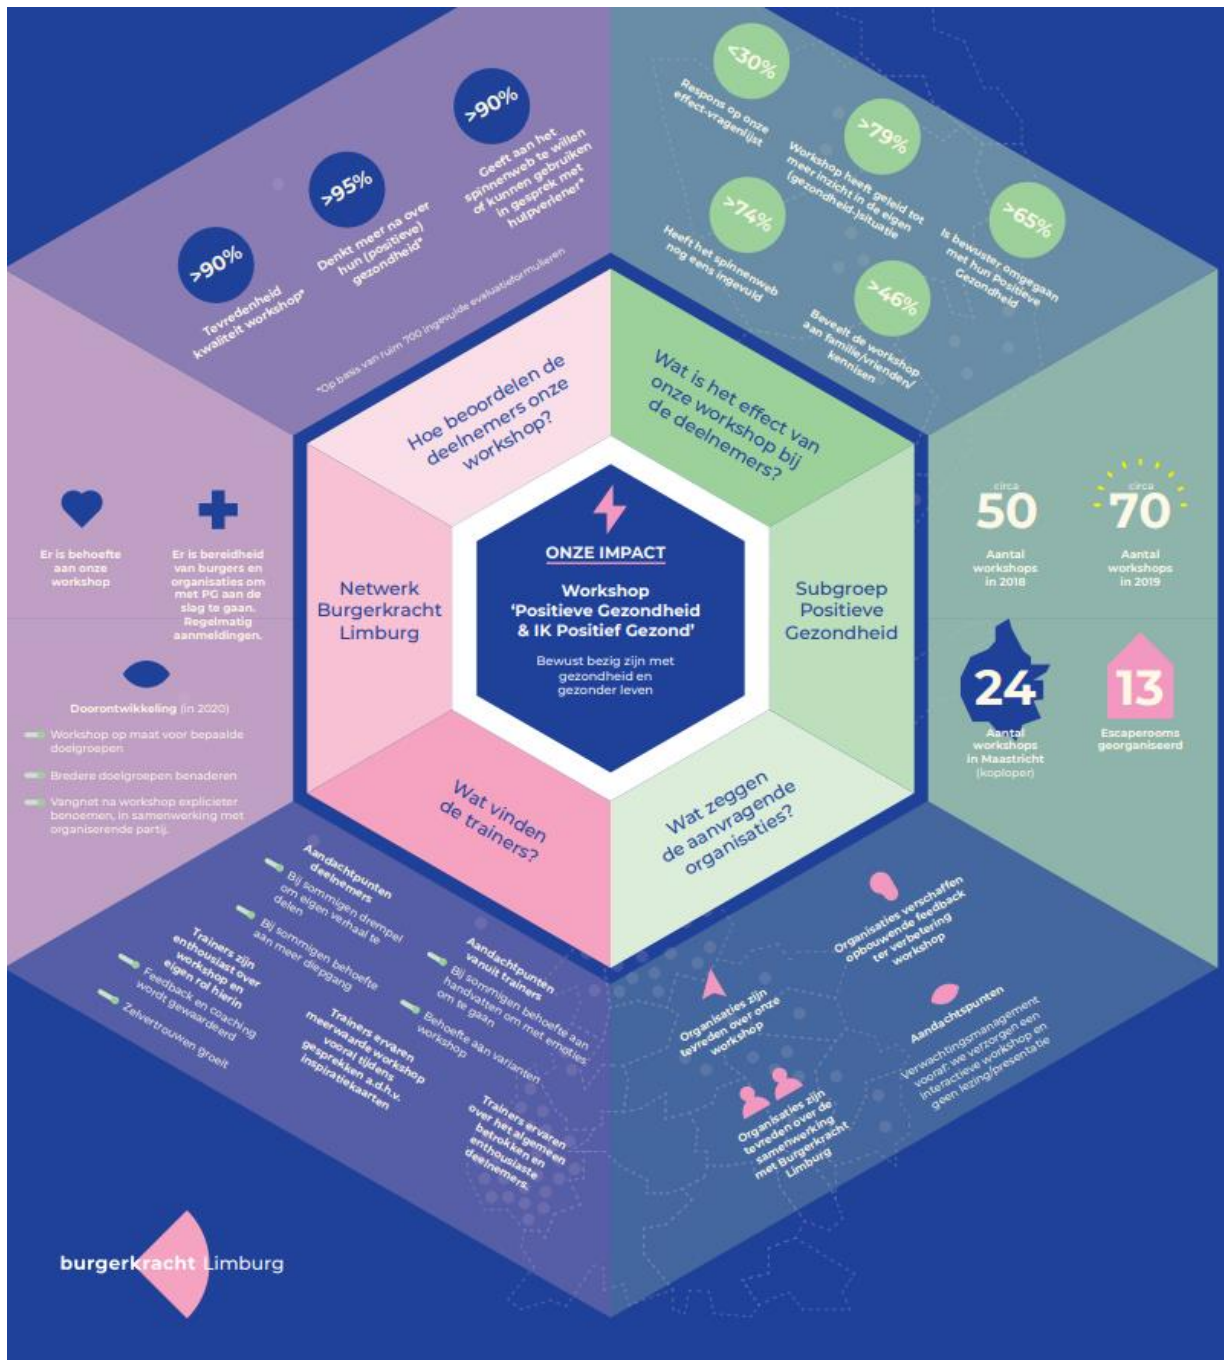 >90%
Tevredenheid
kwaliteit workshop*
>95%
Denkt meer na over
hun (positieve)
gezondheid*
>90%
Geeft aan het
spinnenweb te willen
of kunnen gebruiken
in gesprek met
hulpverlener*
*Op basis van ruim 700 ingevulde evaluatieformulieren
<30%
Respons op onze
effect-vragenlijst
>79%
Workshop heeft geleid tot
meer inzicht in de eigen
(gezondheid-)situatie
>65%
Is bewuster omgegaan
met hun Positieve
Gezondheid
>74%
Heeft het spinnenweb
nog eens ingevuld
>46%
Beveelt de workshop
aan familie/vrienden/
kennisen
Hoe beoordelen de
deelnemers onze
workshop?
Wat is het effect van
onze workshop bij
de deelnemers?
Netwerk
Burgerkracht
Limburg
ONZE IMPACT
Workshop
‘Positieve Gezondheid
& IK Positief Gezond’
Bewust bezig zijn met
gezondheid en
gezonder leven
Subgroep
Positieve
Gezondheid
Wat vinden
de trainers?
Wat zeggen
de aanvragende
organisaties?
Er is behoefte
aan onze
workshop
Er is bereidheid
van burgers en
organisaties om
met PG aan de
slag te gaan.
Regelmatig
aanmeldingen.
Doorontwikkeling (in 2020)
Workshop op maat voor bepaalde
doelgroepen
Bredere doelgroepen benaderen
Vangnet na workshop explicieter
benoemen, in samenwerking met
organiserende partij.
circa
50
Aantal
workshops
in 2018
circa
70
Aantal
workshops
in 2019
24
Aantal
workshops
in Maastricht
(koploper)
13
Escaperooms
georganiseerd
Aandachtpunten
deelnemers
Bij sommigen drempel
om eigen verhaal te
delen
Bij sommigen behoefte
aan meer diepgang
Trainers zijn
enthousiast over
workshop en
eigen rol hierin
Feedback en coaching
wordt gewaardeerd
Zelvertrouwen groeit
Aandachtpunten
vanuit trainers
Bij sommigen behoefte aan
handvatten om met emoties
om te gaan
Behoefte aan varianten
workshop
Trainers ervaren
meerwaarde workshop
vooral tijdens
gesprekken a.d.h.v.
inspiratiekaarten
Trainers ervaren
over het algemeen
betrokken en
enthousiaste
deelnemers.
Organisaties verschaffen
opbouwende feedback
ter verbetering
workshop
Organisaties zijn
tevreden over onze
workshop
Aandachtspunten
Verwachtingsmanagement
vooraf: we verzorgen een
interactieve workshop en
geen lezing/presentatie
Organisaties zijn
tevreden over de
samenwerking
met Burgerkracht
Limburg
burgerkracht Limburg